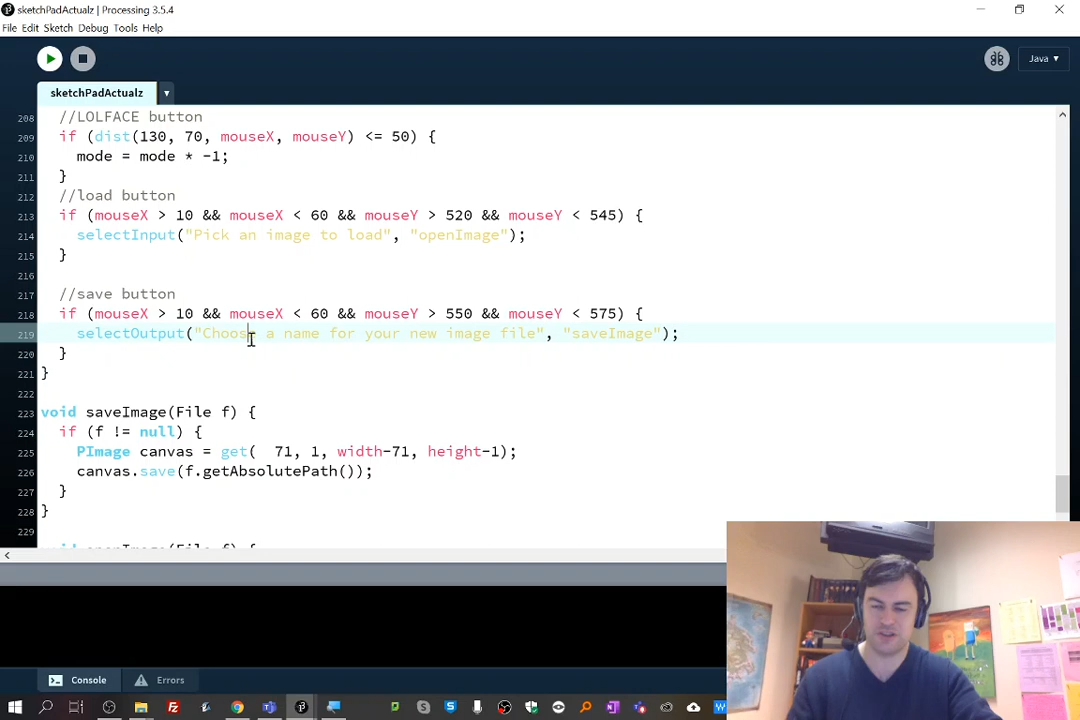 sketchPadActualz | Processing 3.5.4
File Edit Sketch Debug Tools Help
Java ▾
sketchPadActualz ▾
208 //LOLFACE button
209 if (dist(130, 70, mouseX, mouseY) <= 50) {
210 mode = mode * -1;
211 }
212 //load button
213 if (mouseX > 10 && mouseX < 60 && mouseY > 520 && mouseY < 545) {
214 selectInput("Pick an image to load", "openImage");
215 }
216
217 //save button
218 if (mouseX > 10 && mouseX < 60 && mouseY > 550 && mouseY < 575) {
219 selectOutput("Choose a name for your new image file", "saveImage");
220 }
221 }
222
223 void saveImage(File f) {
224 if (f != null) {
225 PImage canvas = get(  71, 1, width-71, height-1);
226 canvas.save(f.getAbsolutePath());
227 }
228 }
229
void openImage(File f) {
Console Errors